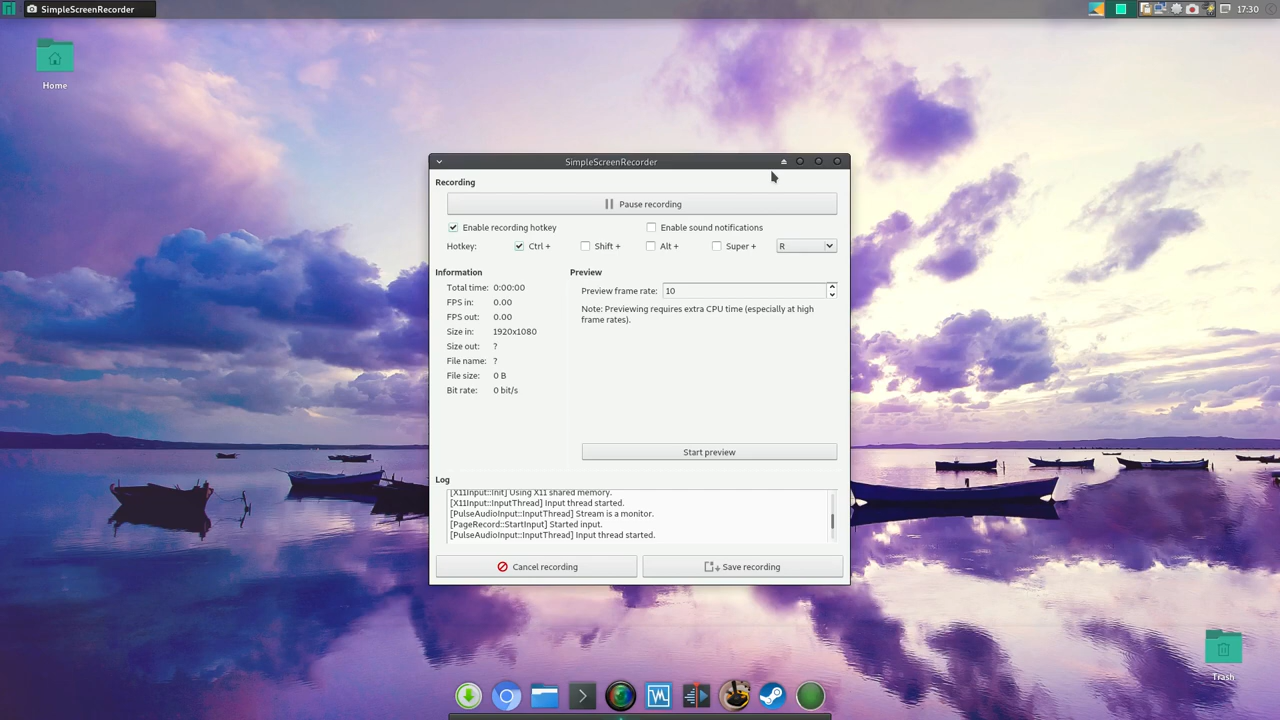 SimpleScreenRecorder
17:30
Home
SimpleScreenRecorder
Recording
Pause recording
Enable recording hotkey
Enable sound notifications
Hotkey: Ctrl + Shift + Alt + Super + R
Information
Total time: 0:00:00
FPS in: 0.00
FPS out: 0.00
Size in: 1920x1080
Size out: ?
File name: ?
File size: 0 B
Bit rate: 0 bit/s
Preview
Preview frame rate: 10
Note: Previewing requires extra CPU time (especially at high
frame rates).
Start preview
Log
[X11Input::Init] Using X11 shared memory.
[X11Input::InputThread] Input thread started.
[PulseAudioInput::InputThread] Stream is a monitor.
[PageRecord::StartInput] Started input.
[PulseAudioInput::InputThread] Input thread started.
Cancel recording
Save recording
Trash